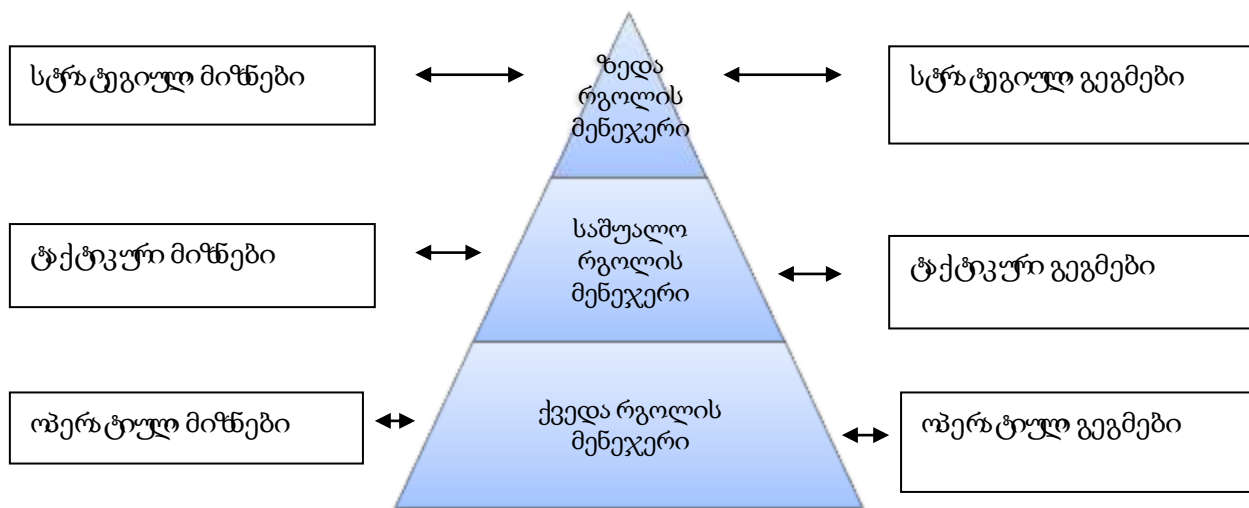 სტრატეგიული მიზნები
ზედა
რგოლის
მენეჯერი
სტრატეგიული გეგმები
ტაქტიკური მიზნები
საშუალო
რგოლის
მენეჯერი
ტაქტიკური გეგმები
ოპერატიული მიზნები
ქვედა რგოლის
მენეჯერი
ოპერატიული გეგმები